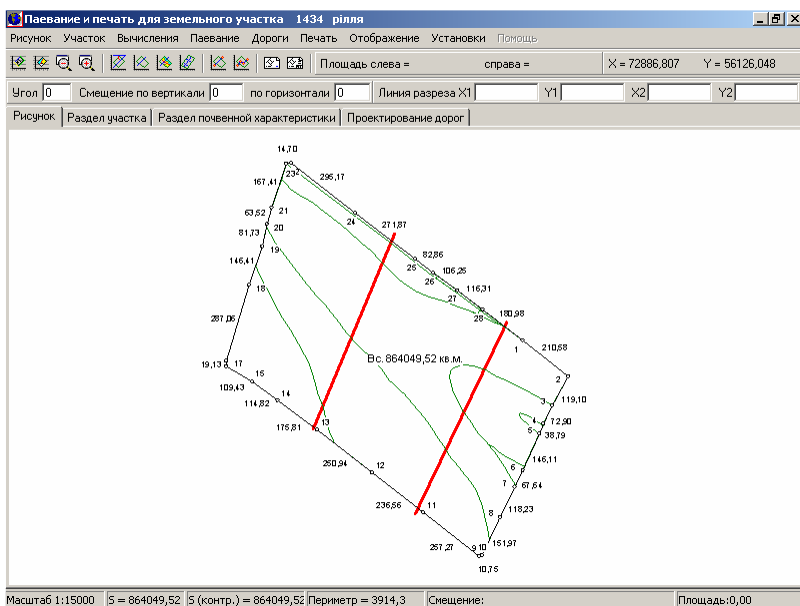 Паевание и печать для земельного участка 1434 рілля
Рисунок Участок Вычисления Паевание Дороги Печать Отображение Установки Помощь
Площадь слева = справа = X = 72886,807 Y = 56126,048
Угол 0 Смещение по вертикали 0 по горизонтали 0 Линия разреза X1 Y1 X2 Y2
Рисунок Раздел участка Раздел почвенной характеристики Проектирование дорог
14,70
23 295,17
167,41
63,52 21 24
20 271,87
81,73 19 82,86
146,41 25 106,26
18 26 116,31
27
28 180,98
287,06
1 210,58
Вс. 864049,52 кв.м.
19,13 17
15 2
109,43 14 3 119,10
114,82
4 72,90
175,81 13 5 38,79
250,94 12 6 146,11
7 67,64
236,56 11 8 118,23
257,27 9 10 151,97
10,75
Масштаб 1:15000 S = 864049,52 S (контр.) = 864049,52 Периметр = 3914,3 Смещение: Площадь:0,00